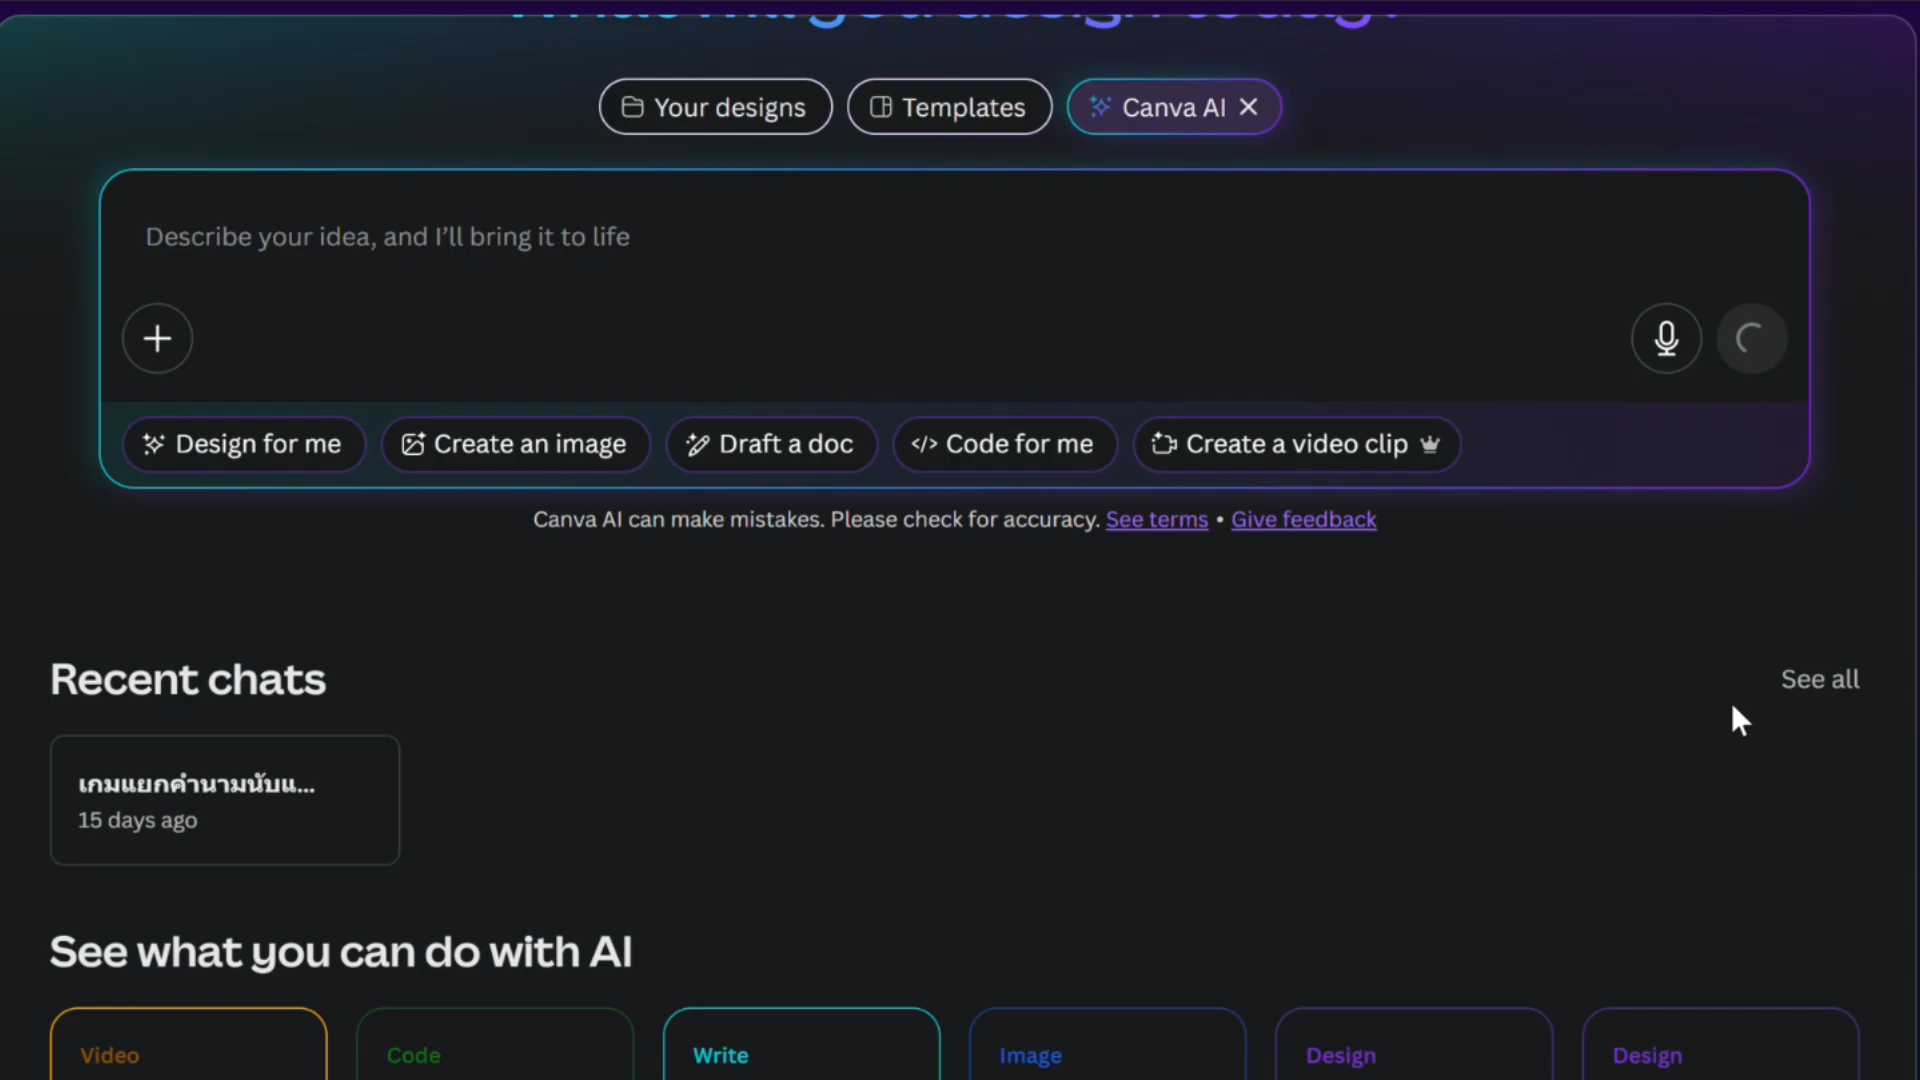 Your designs
Templates
Canva AI
Describe your idea, and I'll bring it to life
Design for me
Create an image
Draft a doc
Code for me
Create a video clip
Canva AI can make mistakes. Please check for accuracy. See terms • Give feedback
Recent chats
See all
เกมแยกคำนามนับแ...
15 days ago
See what you can do with AI
Video
Code
Write
Image
Design
Design